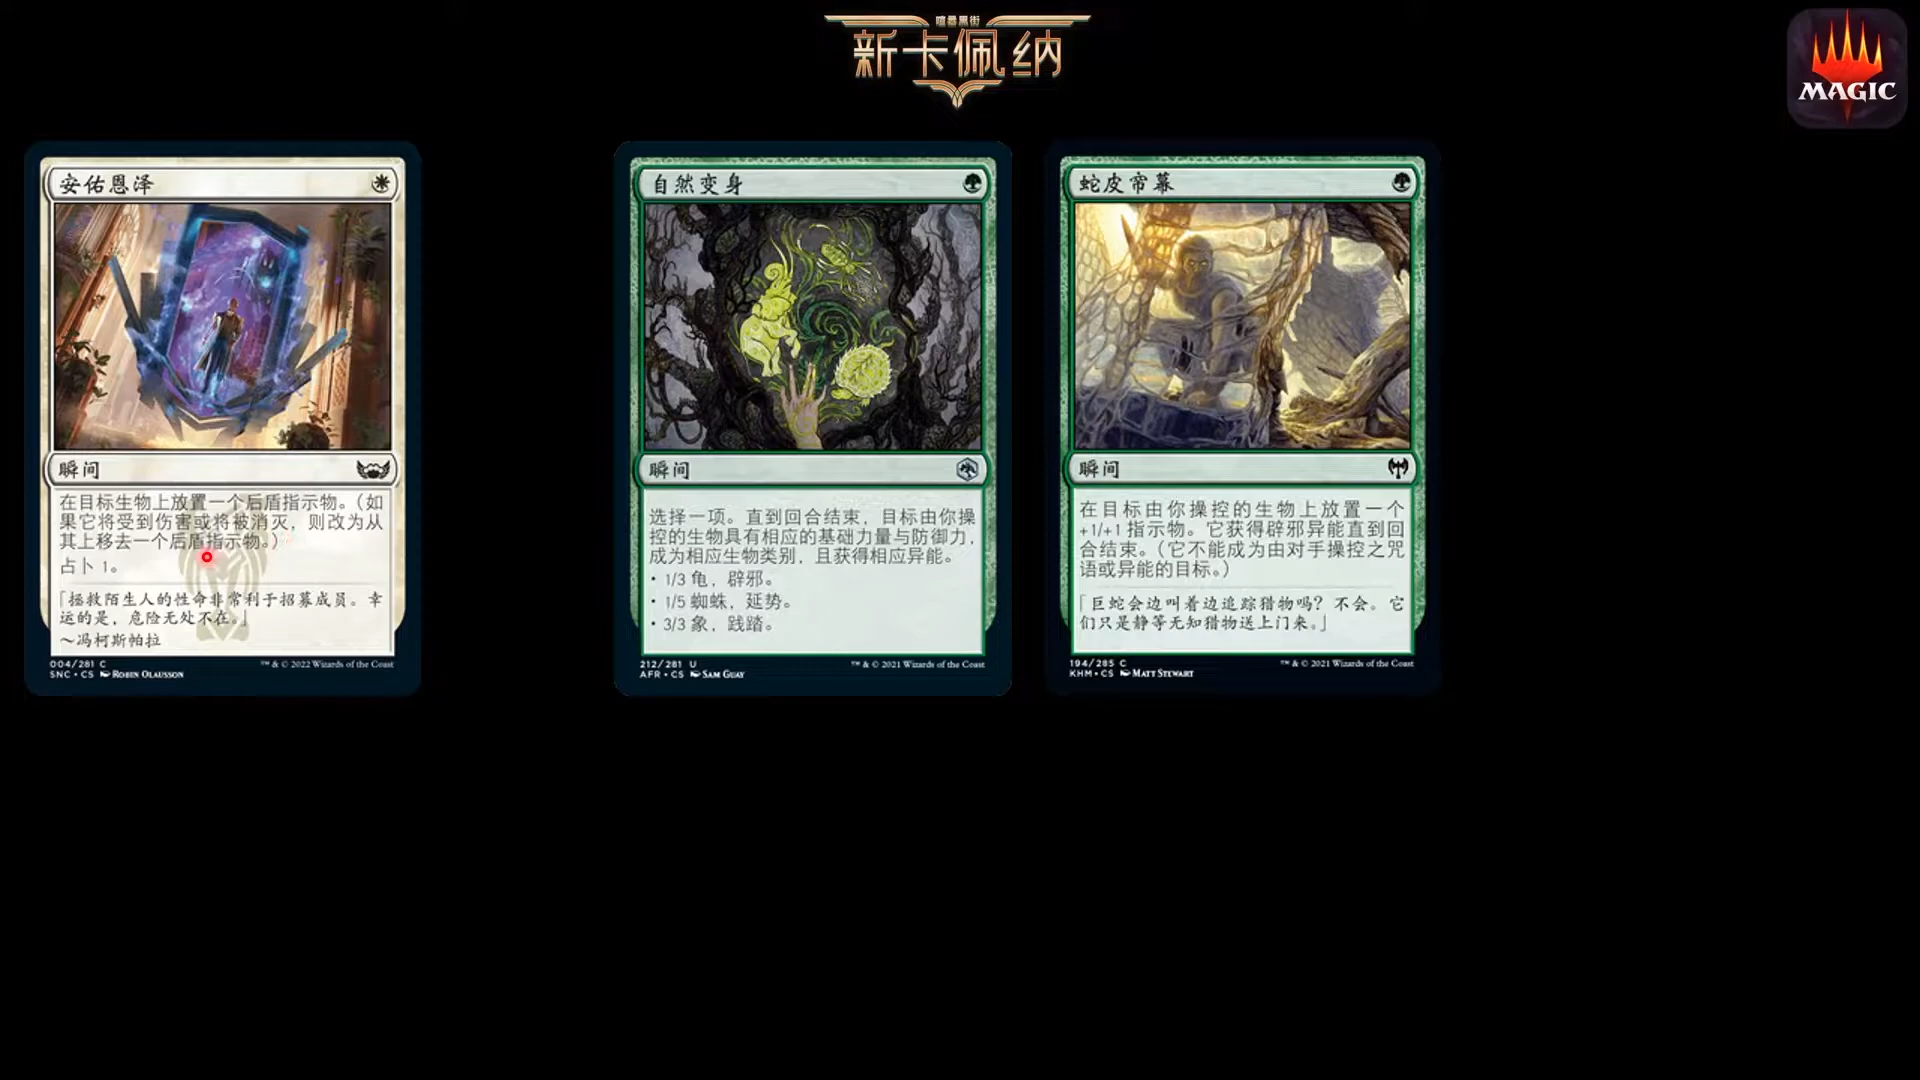 喧嚣黑街
新卡佩纳
MAGIC
安佑恩泽
瞬间
在目标生物上放置一个后盾指示物。（如
果它将受到伤害或将被消灭，则改为从
其上移去一个后盾指示物。）
占卜 1。
「拯救陌生人的性命非常利于招募成员。幸
运的是，危险无处不在。」
～冯柯斯帕拉
004/281 C
SNC • CS ROBIN OLAUSSON
™ & © 2022 Wizards of the Coast
自然变身
瞬间
选择一项。直到回合结束，目标由你操
控的生物具有相应的基础力量与防御力，
成为相应生物类别，且获得相应异能。
• 1/3 龟，辟邪。
• 1/5 蜘蛛，延势。
• 3/3 象，践踏。
212/281 U
AFR • CS SAM GUAY
™ & © 2021 Wizards of the Coast
蛇皮帘幕
瞬间
在目标由你操控的生物上放置一个
+1/+1 指示物。它获得辟邪异能直到回
合结束。（它不能成为由对手操控之咒
语或异能的目标。）
「巨蛇会边叫着边追踪猎物吗？不会。它
们只是静等无知猎物送上门来。」
194/285 C
KHM • CS MATT STEWART
™ & © 2021 Wizards of the Coast